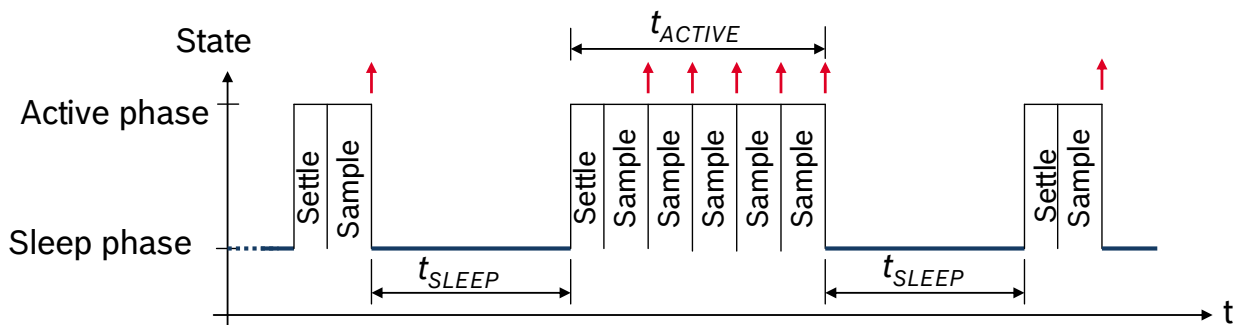 t_ACTIVE
State
Active phase
Settle
Sample
Settle
Sample
Sample
Sample
Sample
Sample
Settle
Sample
Sleep phase
t_SLEEP
t_SLEEP
t